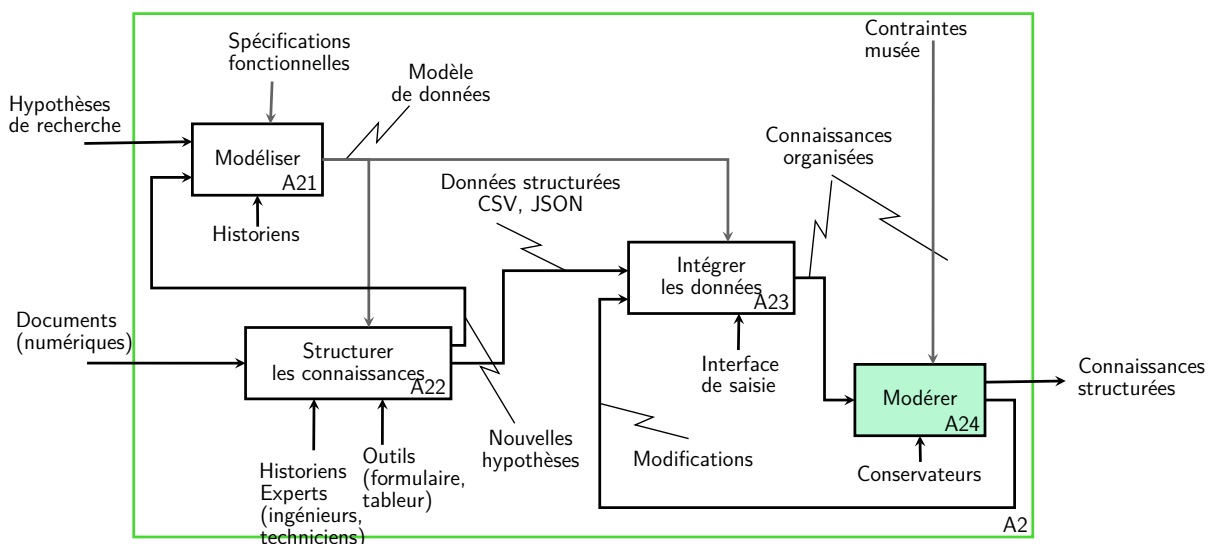 Spécifications
fonctionnelles
Contraintes
musée
Modèle
de données
Hypothèses
de recherche
Modéliser
A21
Connaissances
organisées
Données structurées
CSV, JSON
Historiens
Intégrer
les données
A23
Documents
(numériques)
Structurer
les connaissances
A22
Interface
de saisie
Connaissances
structurées
Modérer
A24
Nouvelles
hypothèses
Modifications
Conservateurs
Historiens
Experts
(ingénieurs,
techniciens)
Outils
(formulaire,
tableur)
A2